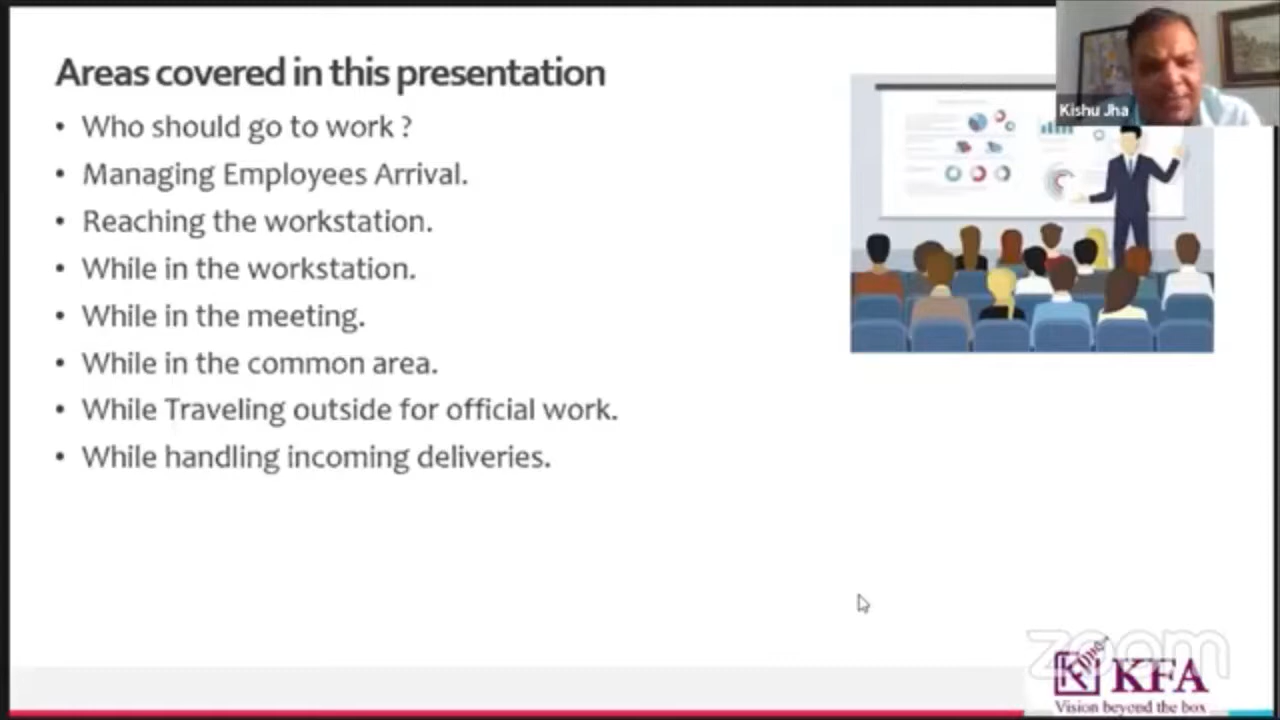 Areas covered in this presentation
• Who should go to work ?
• Managing Employees Arrival.
• Reaching the workstation.
• While in the workstation.
• While in the meeting.
• While in the common area.
• While Traveling outside for official work.
• While handling incoming deliveries.
Kishu Jha
zoom
KFA
Vision beyond the box